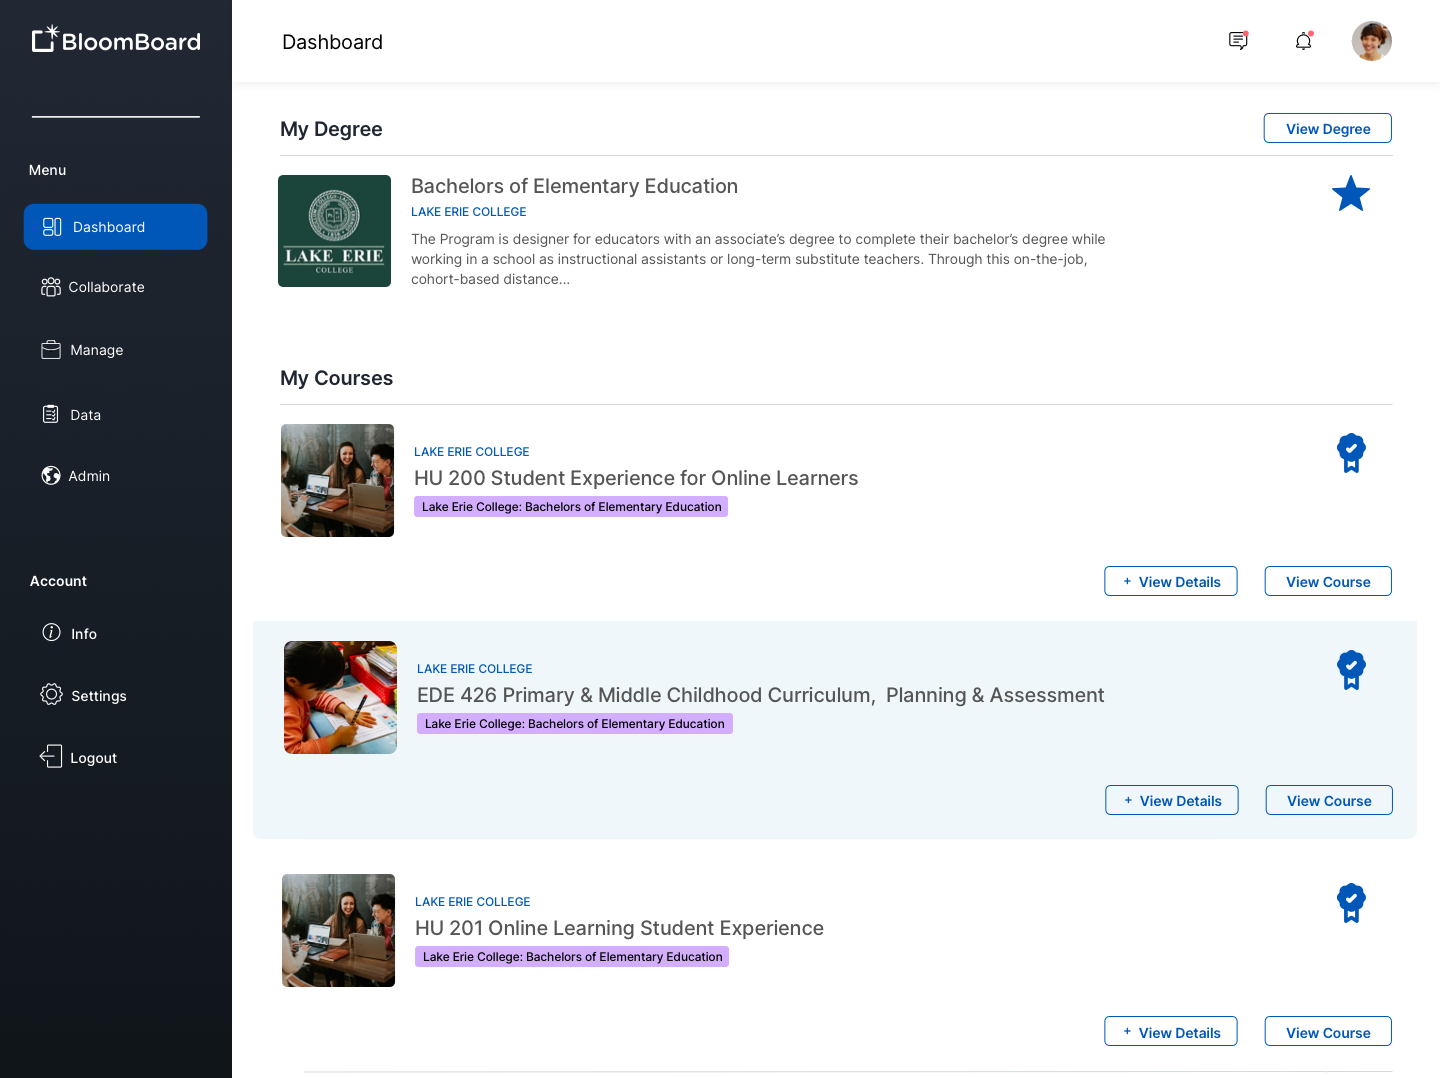 BloomBoard
Dashboard
Menu
Dashboard
Collaborate
Manage
Data
Admin
Account
Info
Settings
Logout
My Degree
View Degree
LAKE ERIE
COLLEGE
Bachelors of Elementary Education
LAKE ERIE COLLEGE
The Program is designer for educators with an associate’s degree to complete their bachelor’s degree while
working in a school as instructional assistants or long-term substitute teachers. Through this on-the-job,
cohort-based distance...
My Courses
LAKE ERIE COLLEGE
HU 200 Student Experience for Online Learners
Lake Erie College: Bachelors of Elementary Education
+ View Details
View Course
LAKE ERIE COLLEGE
EDE 426 Primary & Middle Childhood Curriculum, Planning & Assessment
Lake Erie College: Bachelors of Elementary Education
+ View Details
View Course
LAKE ERIE COLLEGE
HU 201 Online Learning Student Experience
Lake Erie College: Bachelors of Elementary Education
+ View Details
View Course